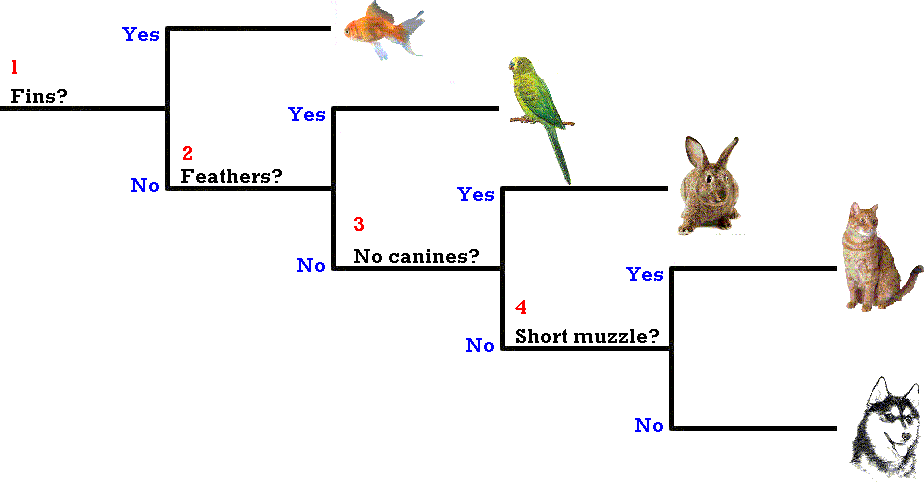 Yes
1
Fins?
Yes
2
Feathers?
No
Yes
3
No canines?
No
Yes
4
Short muzzle?
No
No